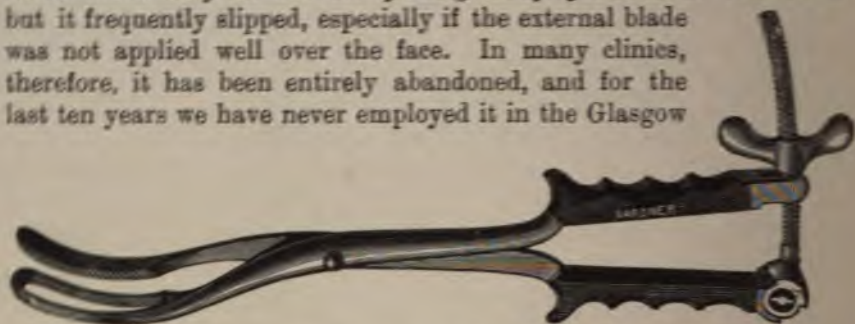 but it frequently slipped, especially if the external blade
was not applied well over the face. In many clinics,
therefore, it has been entirely abandoned, and for the
last ten years we have never employed it in the Glasgow
GARDNER